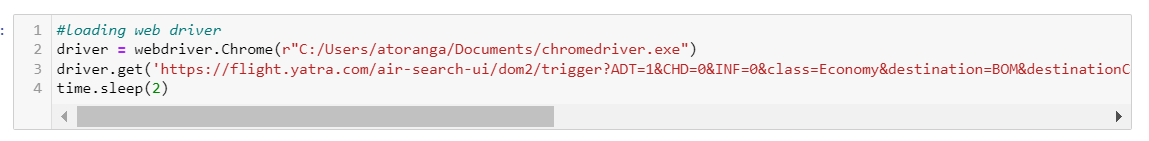 : 1 #loading web driver
2 driver = webdriver.Chrome(r"C:/Users/atoranga/Documents/chromedriver.exe")
3 driver.get('https://flight.yatra.com/air-search-ui/dom2/trigger?ADT=1&CHD=0&INF=0&class=Economy&destination=BOM&destinationC
4 time.sleep(2)